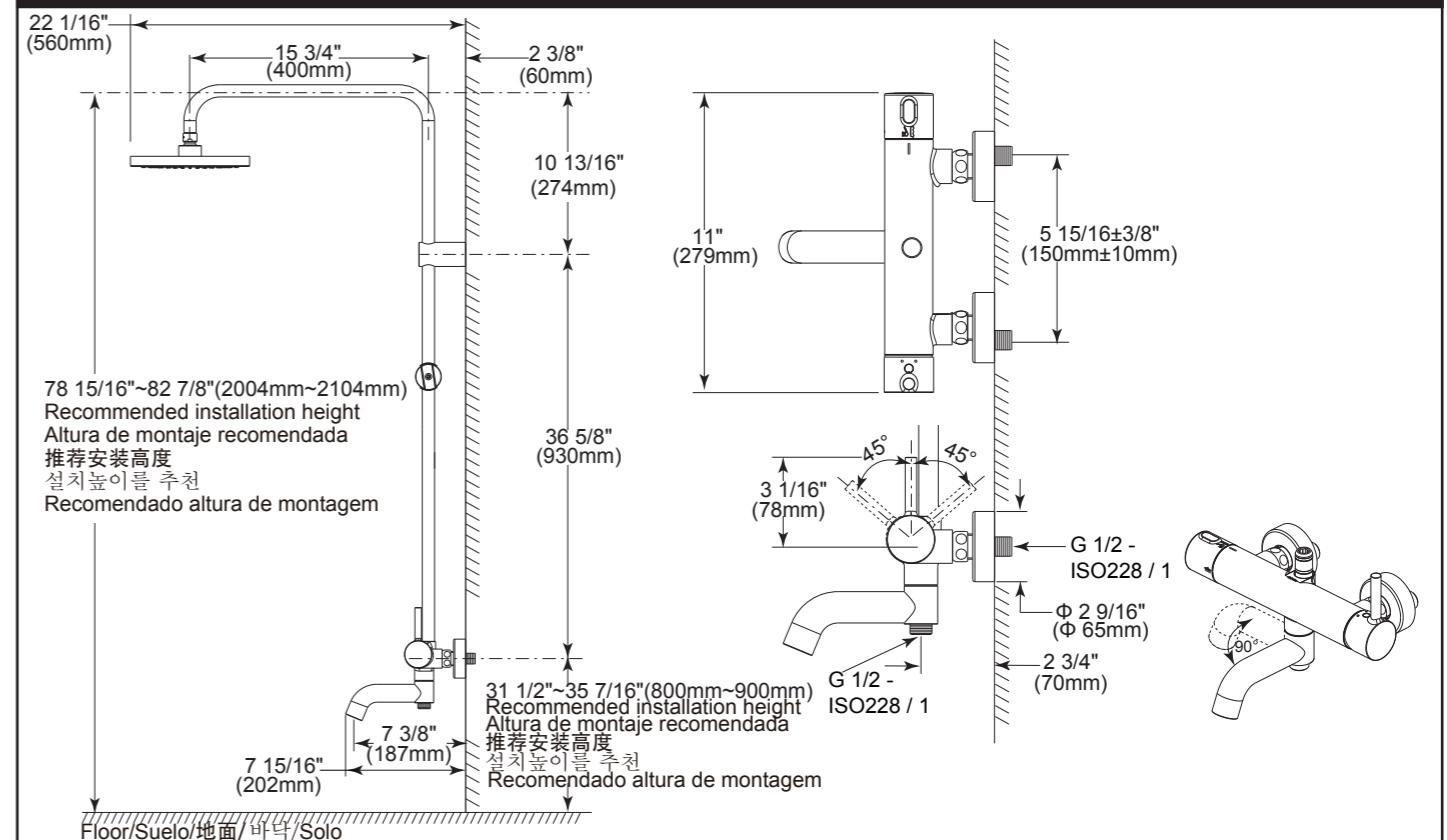 22 1/16"
(560mm)
15 3/4"
(400mm)
2 3/8"
(60mm)
10 13/16"
(274mm)
78 15/16"~82 7/8"(2004mm~2104mm)
Recommended installation height
Altura de montaje recomendada
推荐安装高度
설치높이를 추천
Recomendado altura de montagem
36 5/8"
(930mm)
31 1/2"~35 7/16"(800mm~900mm)
Recommended installation height
Altura de montaje recomendada
推荐安装高度
설치높이를 추천
Recomendado altura de montagem
7 3/8"
(187mm)
7 15/16"
(202mm)
Floor/Suelo/地面/바닥/Solo
11"
(279mm)
5 15/16±3/8"
(150mm±10mm)
45°
45°
3 1/16"
(78mm)
G 1/2 -
ISO228 / 1
Φ 2 9/16"
(Φ 65mm)
2 3/4"
(70mm)
G 1/2 -
ISO228 / 1
90°